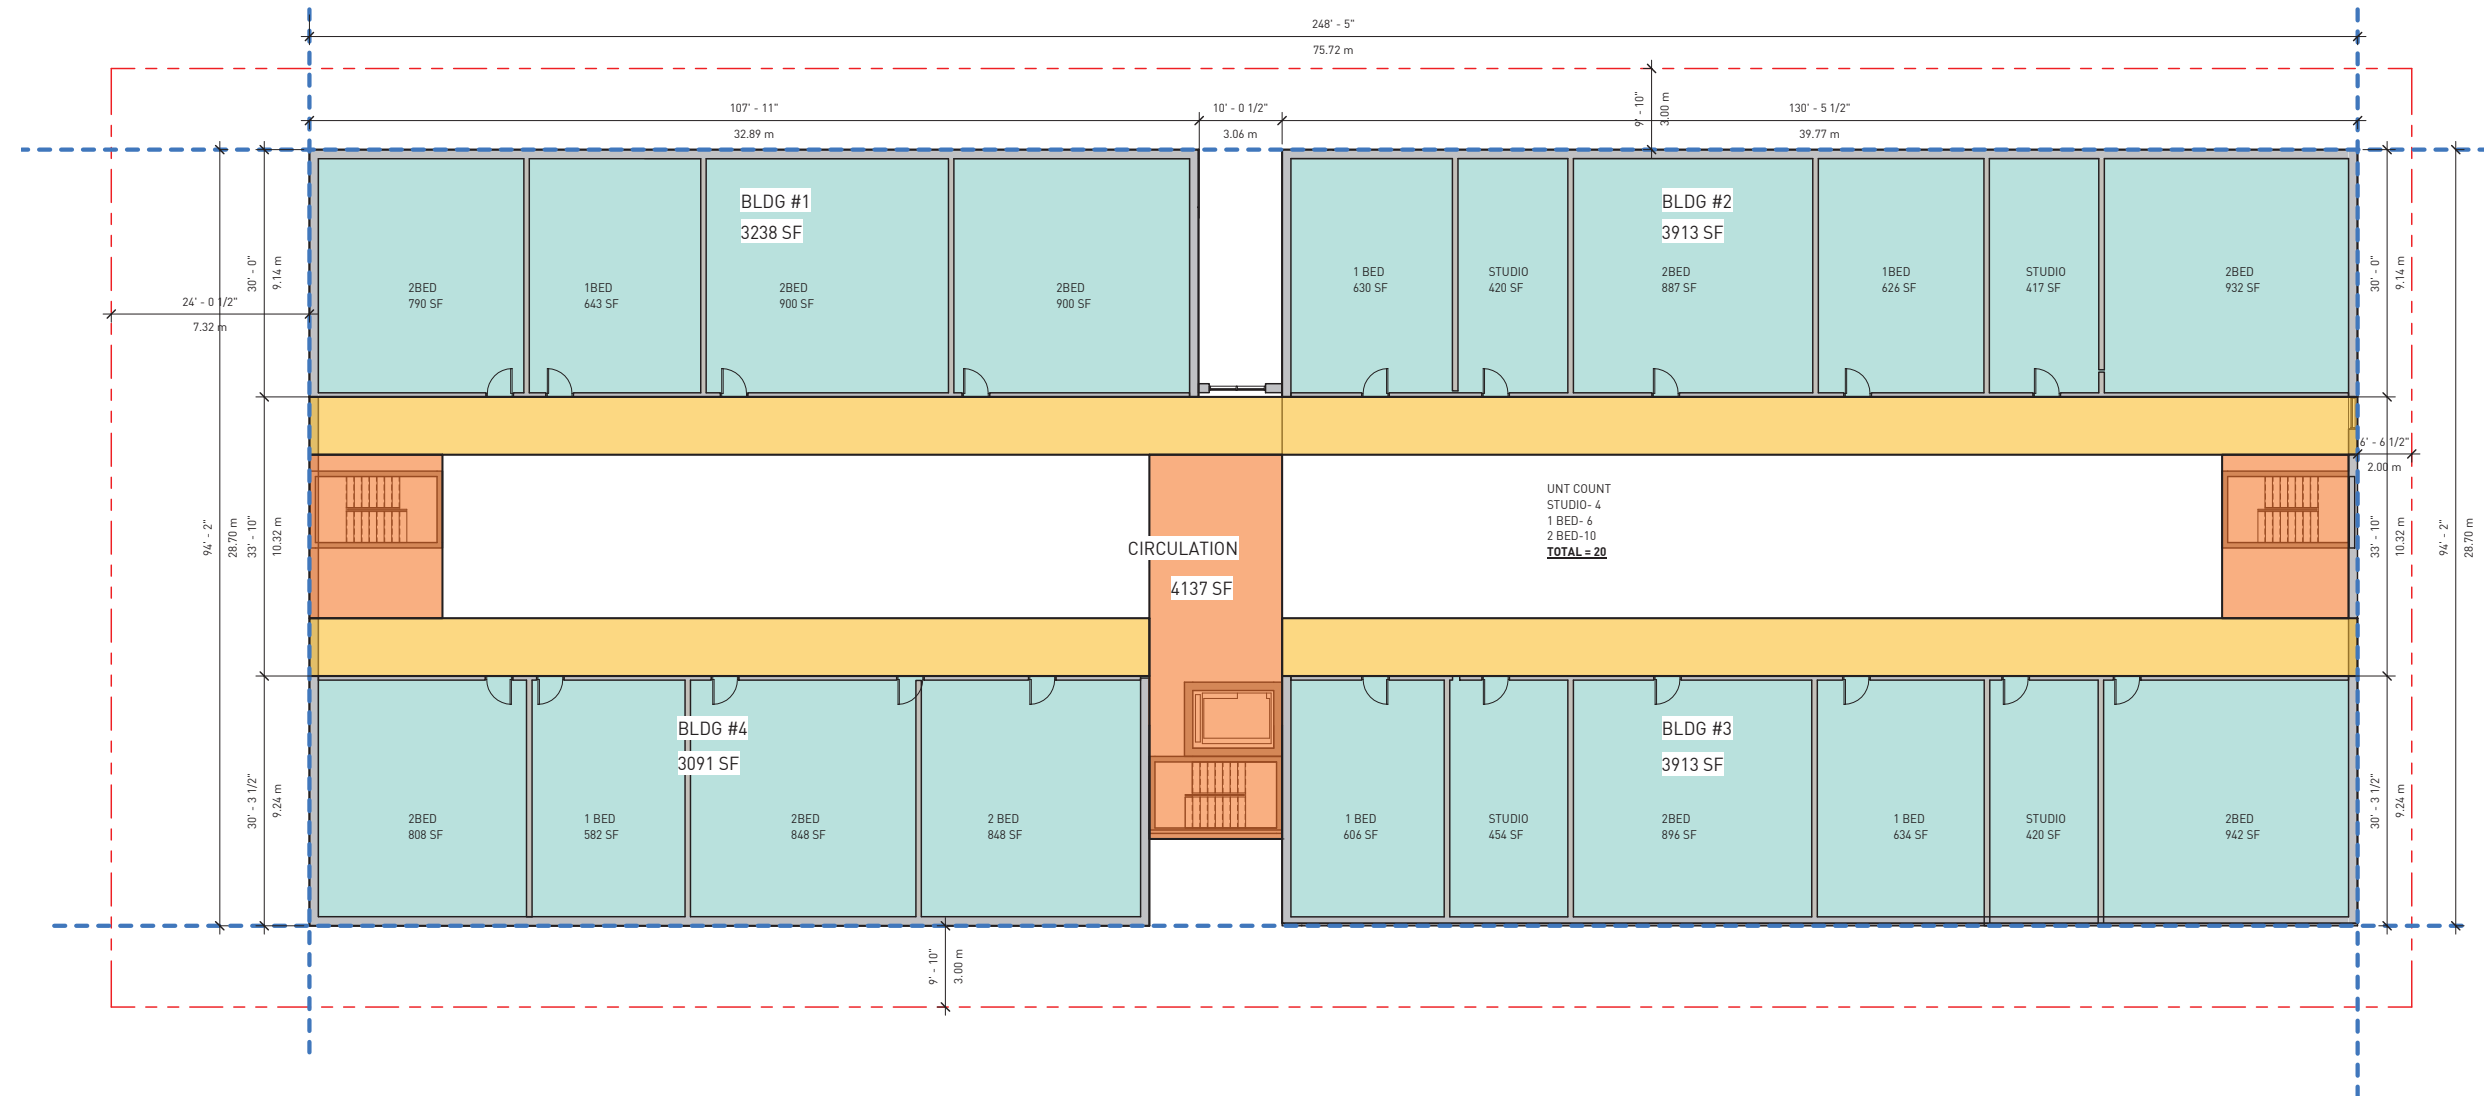 248' - 5"
75.72 m
107' - 11"
32.89 m
10' - 0 1/2"
3.06 m
9' - 10"
3.00 m
130' - 5 1/2"
39.77 m
BLDG #1
3238 SF
2BED
790 SF
1BED
643 SF
2BED
900 SF
2BED
900 SF
BLDG #2
3913 SF
1 BED
630 SF
STUDIO
420 SF
2BED
887 SF
1BED
626 SF
STUDIO
417 SF
2BED
932 SF
30' - 0"
9.14 m
24' - 0 1/2"
7.32 m
30' - 0"
9.14 m
6' - 6 1/2"
2.00 m
94' - 2"
28.70 m
33' - 10"
10.32 m
CIRCULATION
4137 SF
UNT COUNT
STUDIO- 4
1 BED- 6
2 BED-10
TOTAL = 20
33' - 10"
10.32 m
94' - 2"
28.70 m
BLDG #4
3091 SF
2BED
808 SF
1 BED
582 SF
2BED
848 SF
2 BED
848 SF
BLDG #3
3913 SF
1 BED
606 SF
STUDIO
454 SF
2BED
896 SF
1 BED
634 SF
STUDIO
420 SF
2BED
942 SF
30' - 3 1/2"
9.24 m
30' - 3 1/2"
9.24 m
9' - 10"
3.00 m